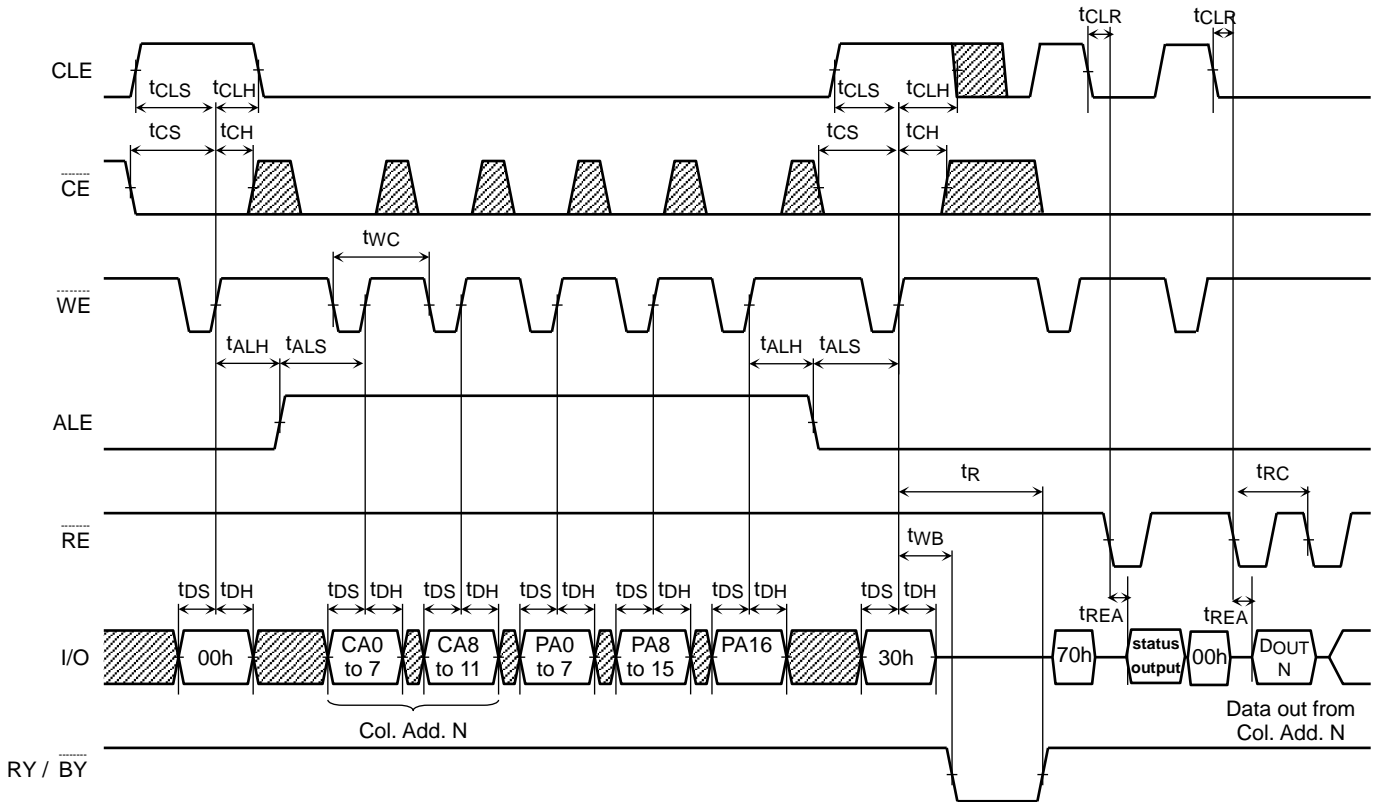 tCLR tCLR
CLE
tCLS tCLH tCLS tCLH
tCS tCH tCS tCH
CE
tWC
WE
tALH tALS tALH tALS
ALE
tR tRC
RE
tWB
tDS tDH tDS tDH tDS tDH tDS tDH tDS tDH tDS tDH tDS tDH
tREA tREA
I/O
00h
CA0 to 7
CA8 to 11
PA0 to 7
PA8 to 15
PA16
30h
70h
status output
00h
DOUT N
Col. Add. N
Data out from
Col. Add. N
RY / BY